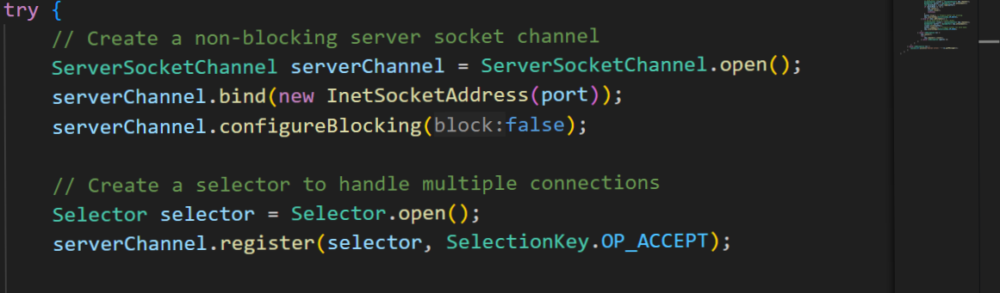 try {
// Create a non-blocking server socket channel
ServerSocketChannel serverChannel = ServerSocketChannel.open();
serverChannel.bind(new InetSocketAddress(port));
serverChannel.configureBlocking(block:false);
// Create a selector to handle multiple connections
Selector selector = Selector.open();
serverChannel.register(selector, SelectionKey.OP_ACCEPT);